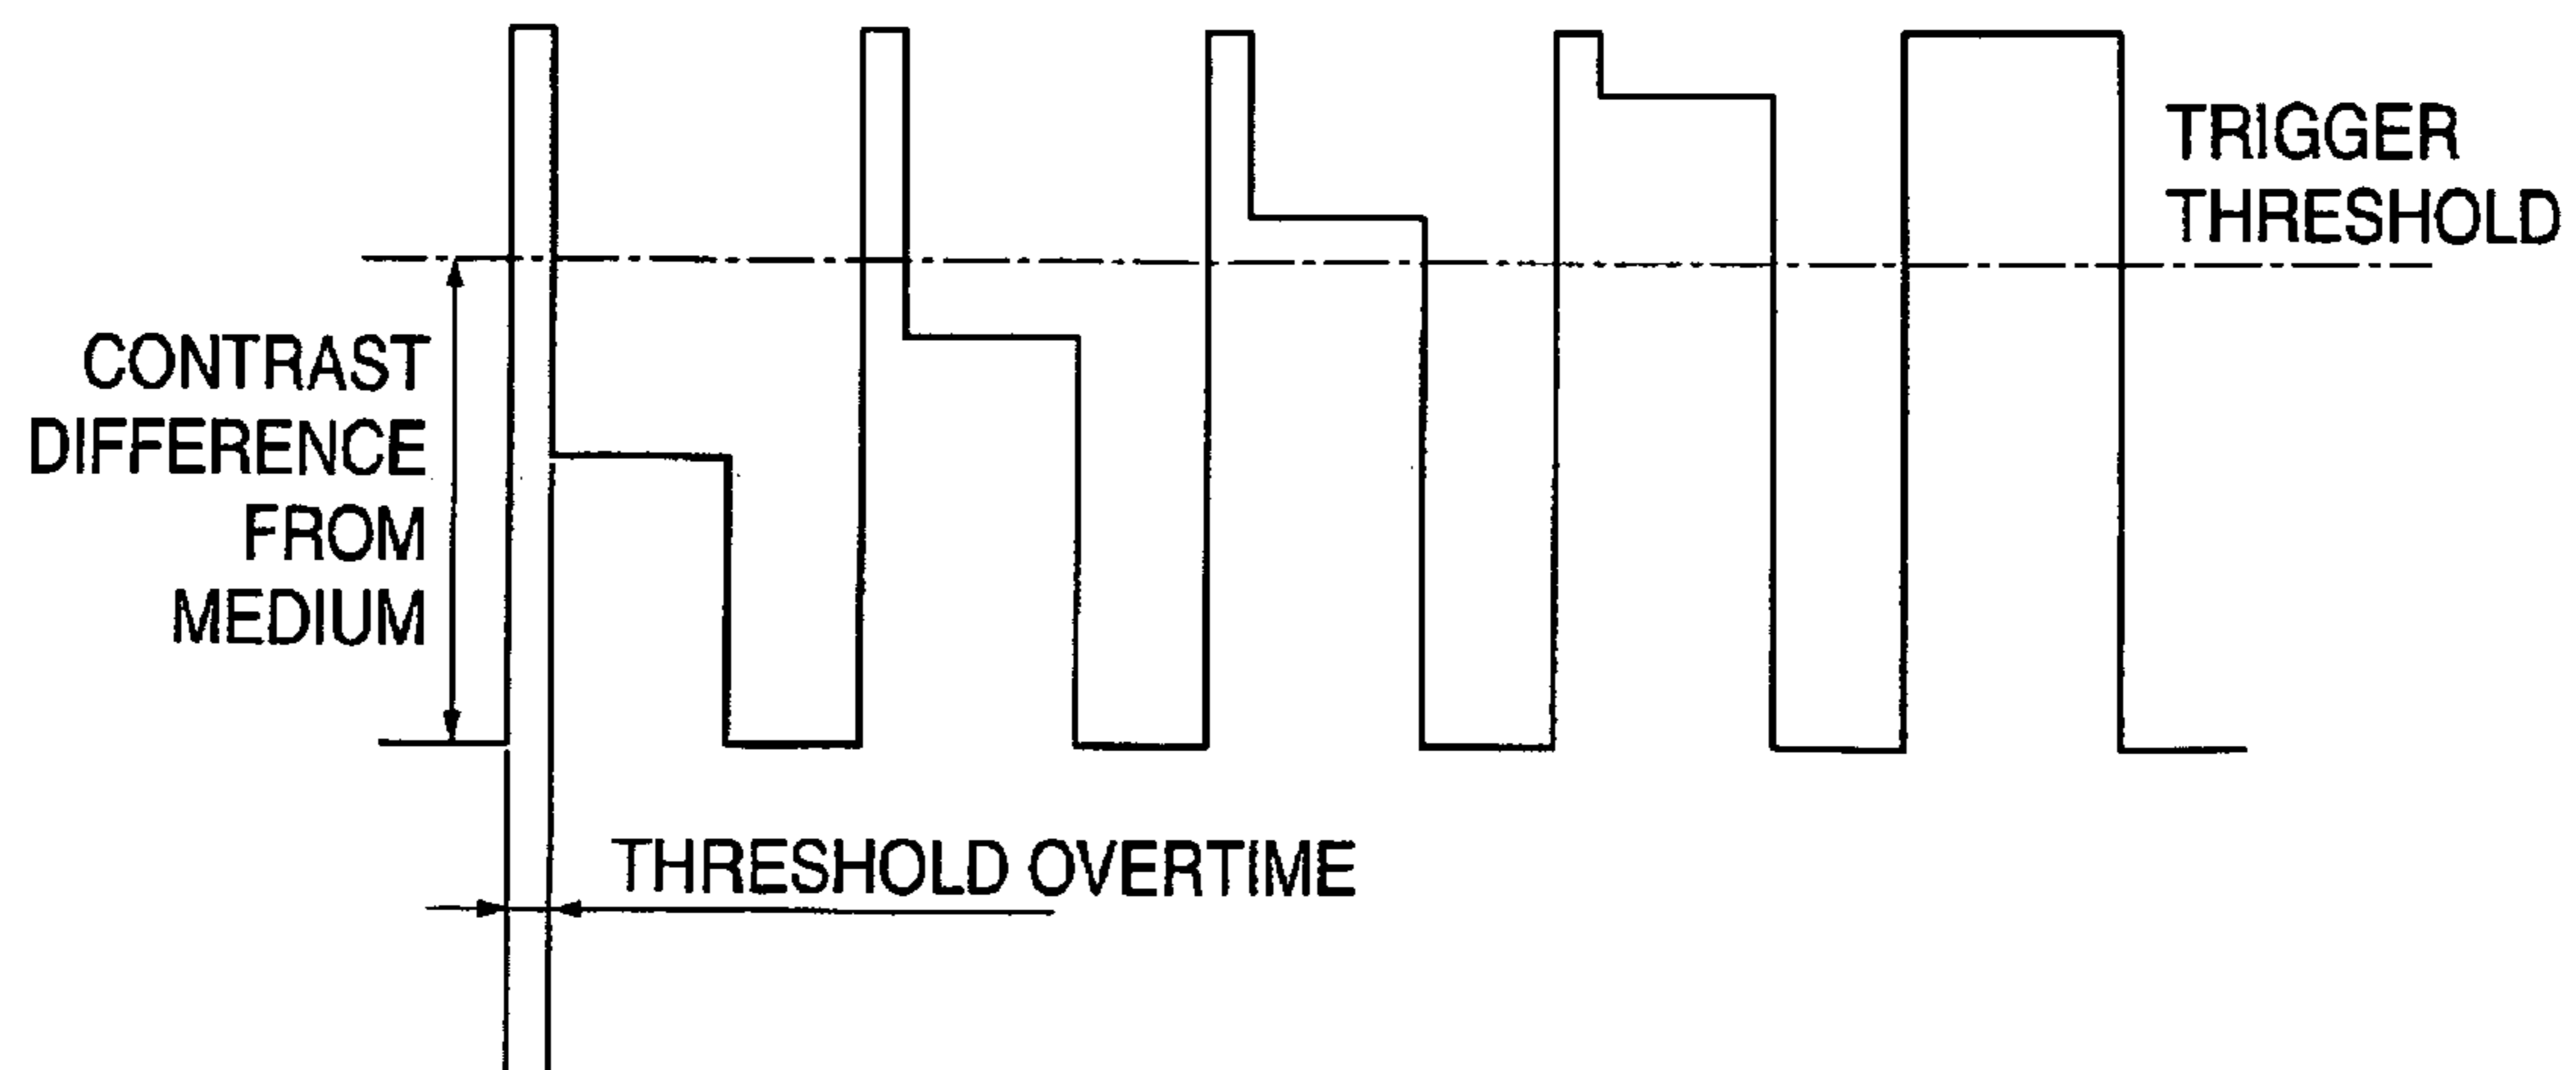 TRIGGER
THRESHOLD
CONTRAST
DIFFERENCE
FROM
MEDIUM
THRESHOLD OVERTIME